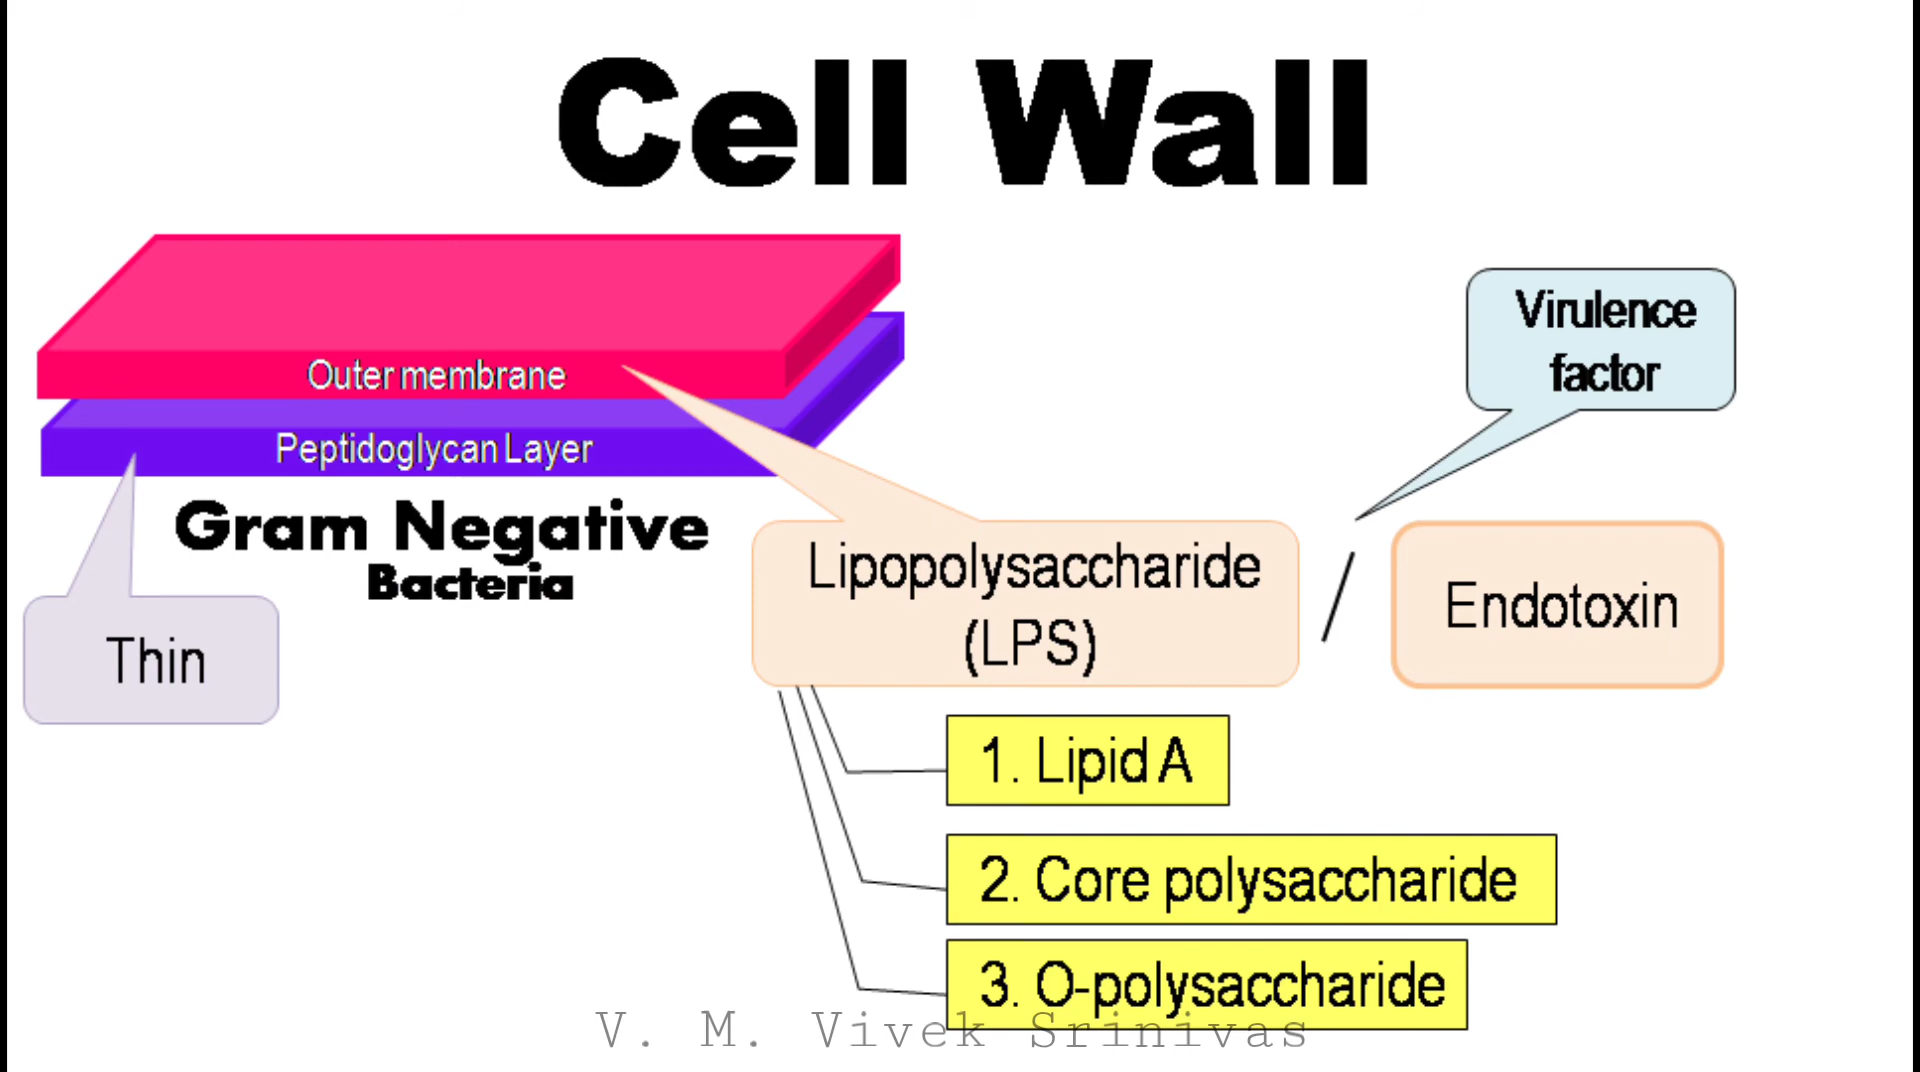 Cell Wall
Outer membrane
Peptidoglycan Layer
Gram Negative
Bacteria
Thin
Virulence
factor
Lipopolysaccharide
(LPS)
/
Endotoxin
1. Lipid A
2. Core polysaccharide
3. O-polysaccharide
V. M. Vivek Srinivas